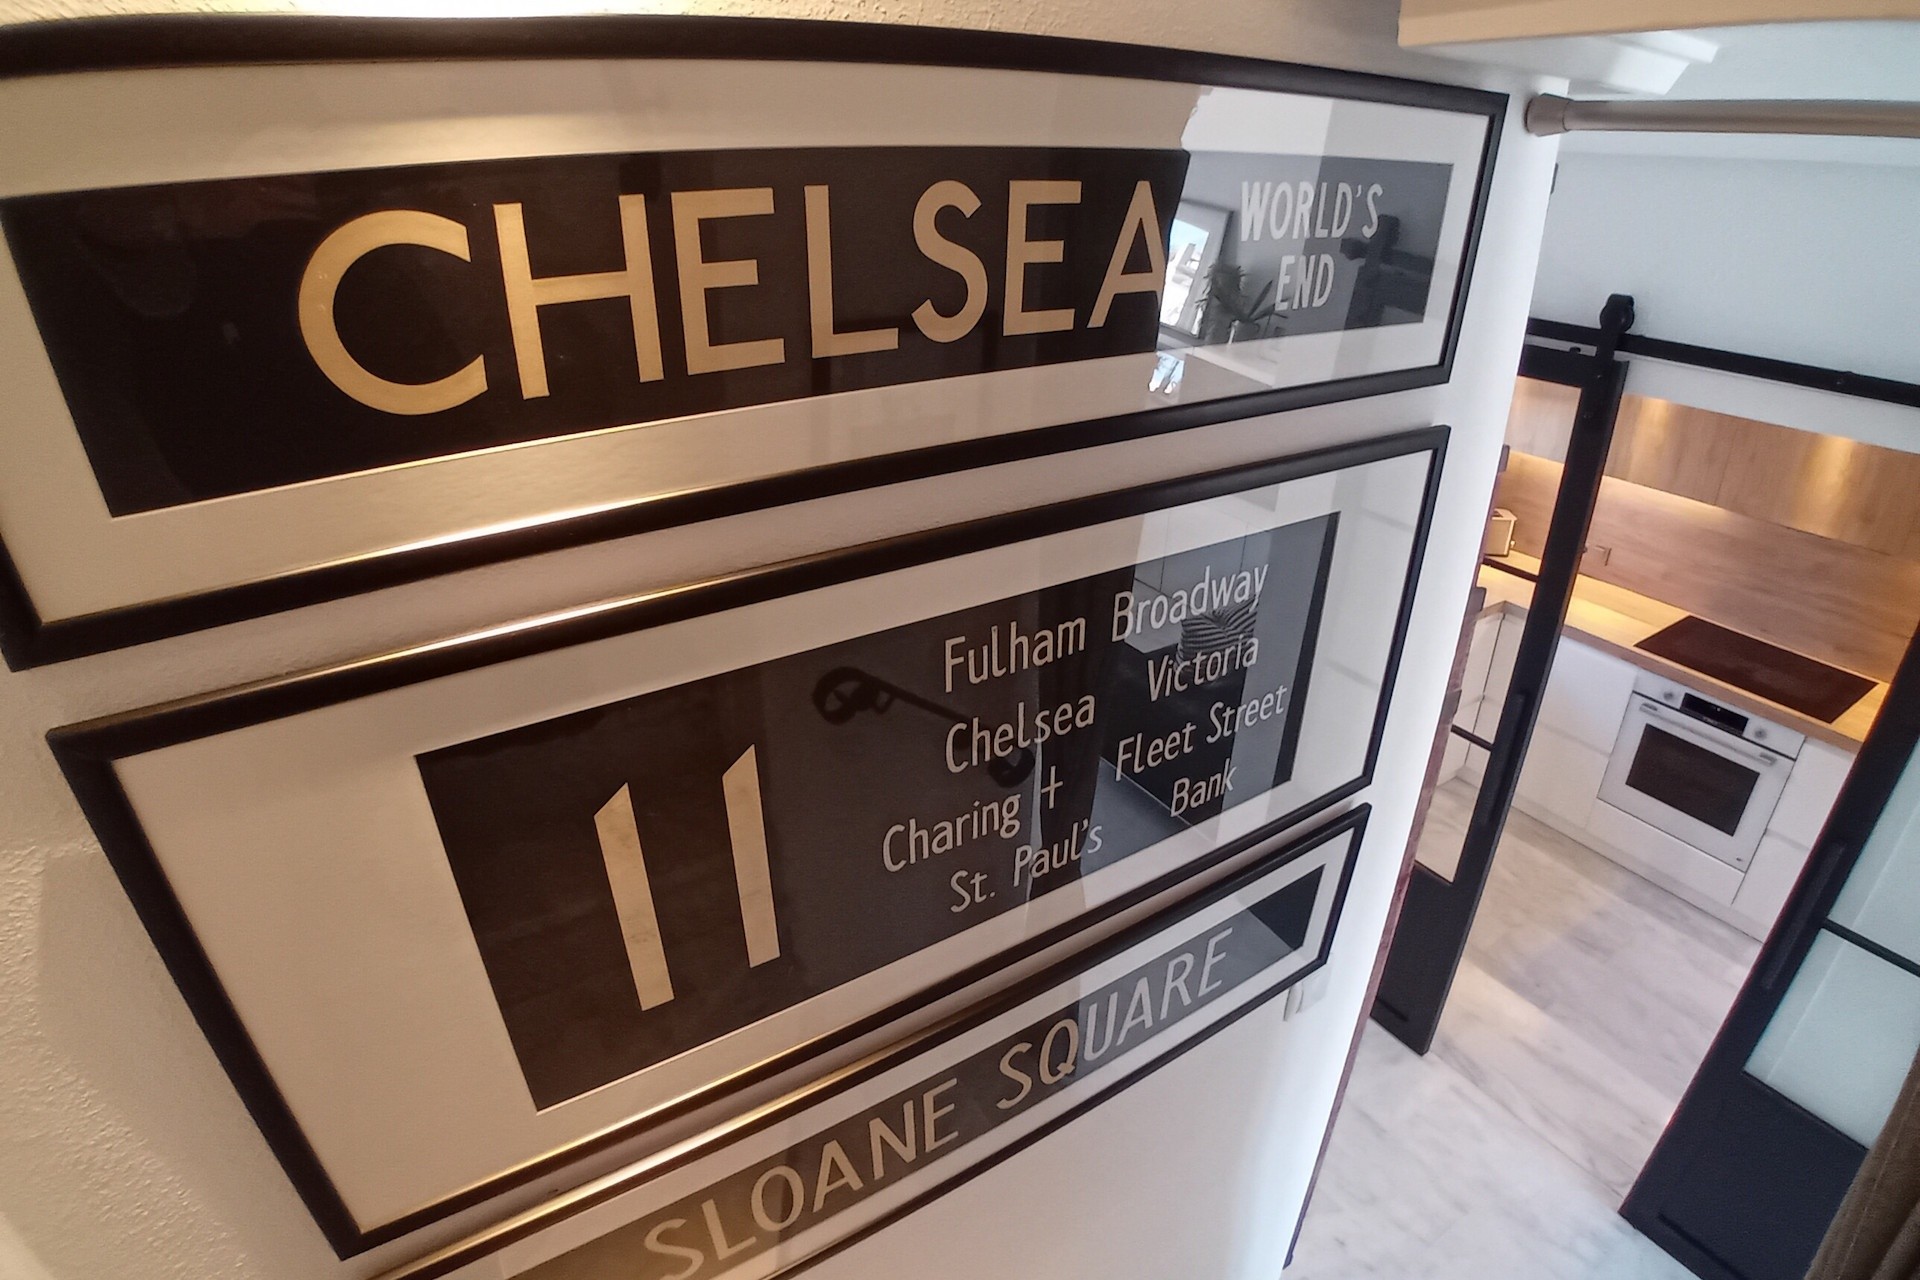 CHELSEA WORLD'S
END
11
Fulham Broadway
Chelsea Victoria
Charing + Fleet Street
St. Paul's Bank
SLOANE SQUARE